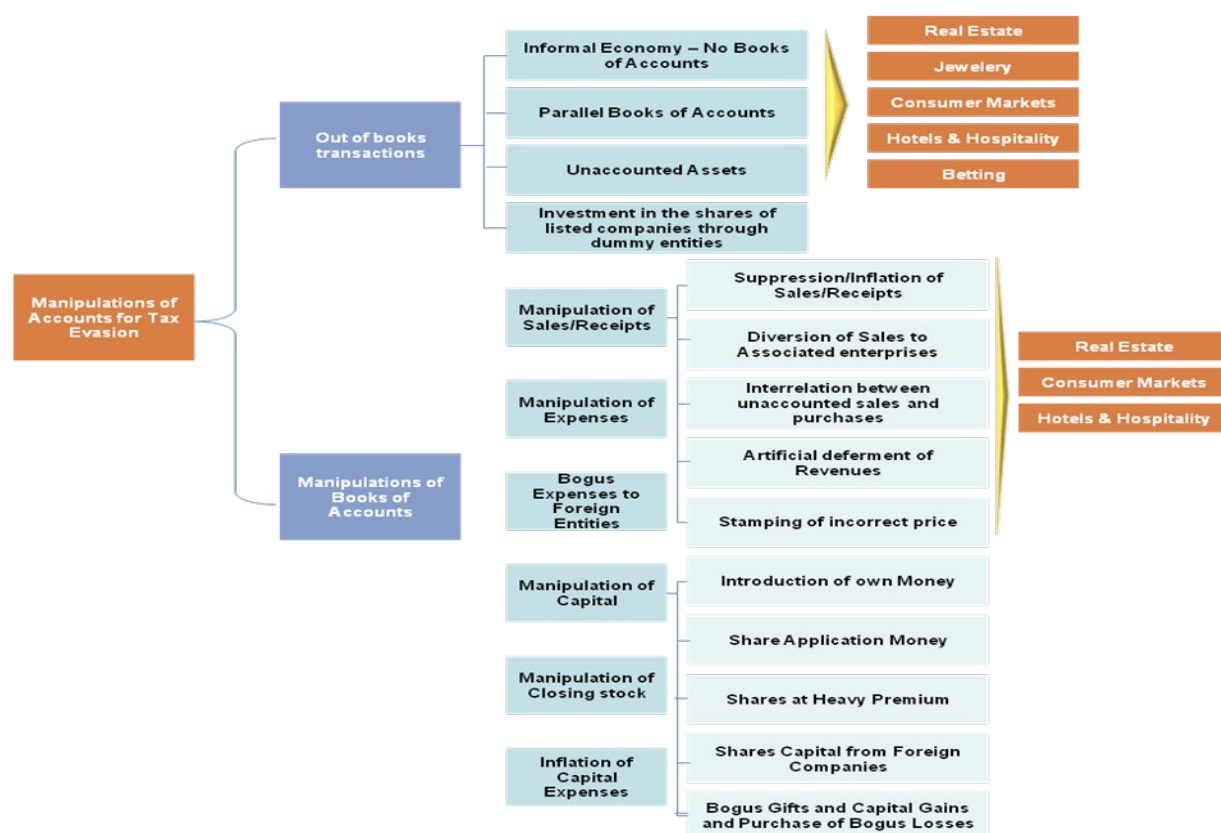 Manipulations of
Accounts for Tax
Evasion
Out of books
transactions
Informal Economy – No Books
of Accounts
Parallel Books of Accounts
Unaccounted Assets
Investment in the shares of
listed companies through
dummy entities
Real Estate
Jewelery
Consumer Markets
Hotels & Hospitality
Betting
Manipulations of
Books of
Accounts
Manipulation of
Sales/Receipts
Manipulation of
Expenses
Bogus
Expenses to
Foreign
Entities
Manipulation of
Capital
Manipulation of
Closing stock
Inflation of
Capital
Expenses
Suppression/Inflation of
Sales/Receipts
Diversion of Sales to
Associated enterprises
Interrelation between
unaccounted sales and
purchases
Artificial deferment of
Revenues
Stamping of incorrect price
Real Estate
Consumer Markets
Hotels & Hospitality
Introduction of own Money
Share Application Money
Shares at Heavy Premium
Shares Capital from Foreign
Companies
Bogus Gifts and Capital Gains
and Purchase of Bogus Losses